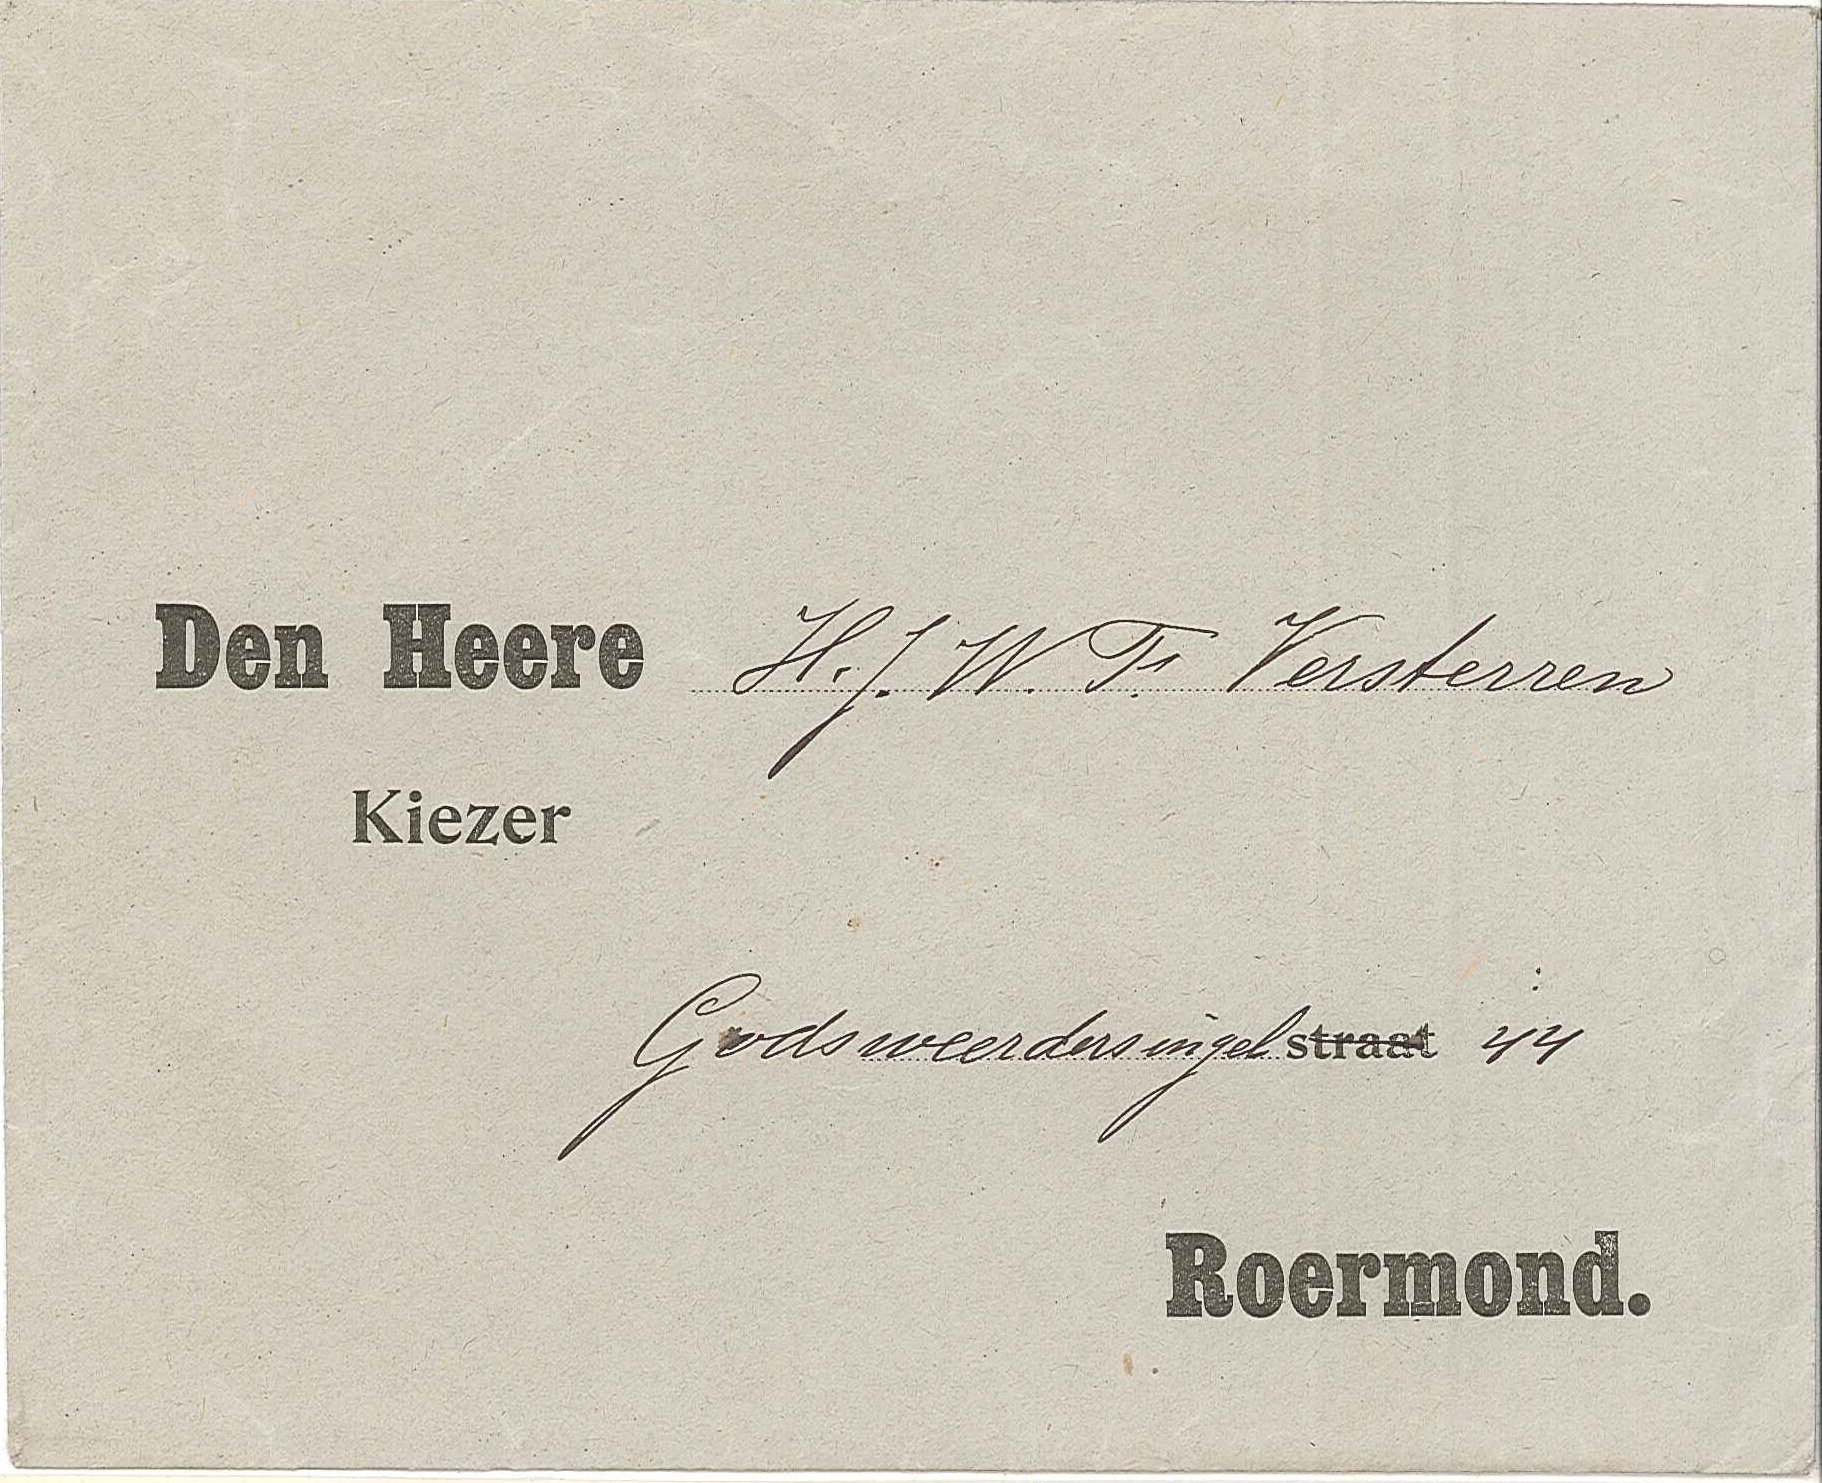 Den Heere H. J. W. F. Versterren
Kiezer
Godsweerdersingel straat 44
Roermond.